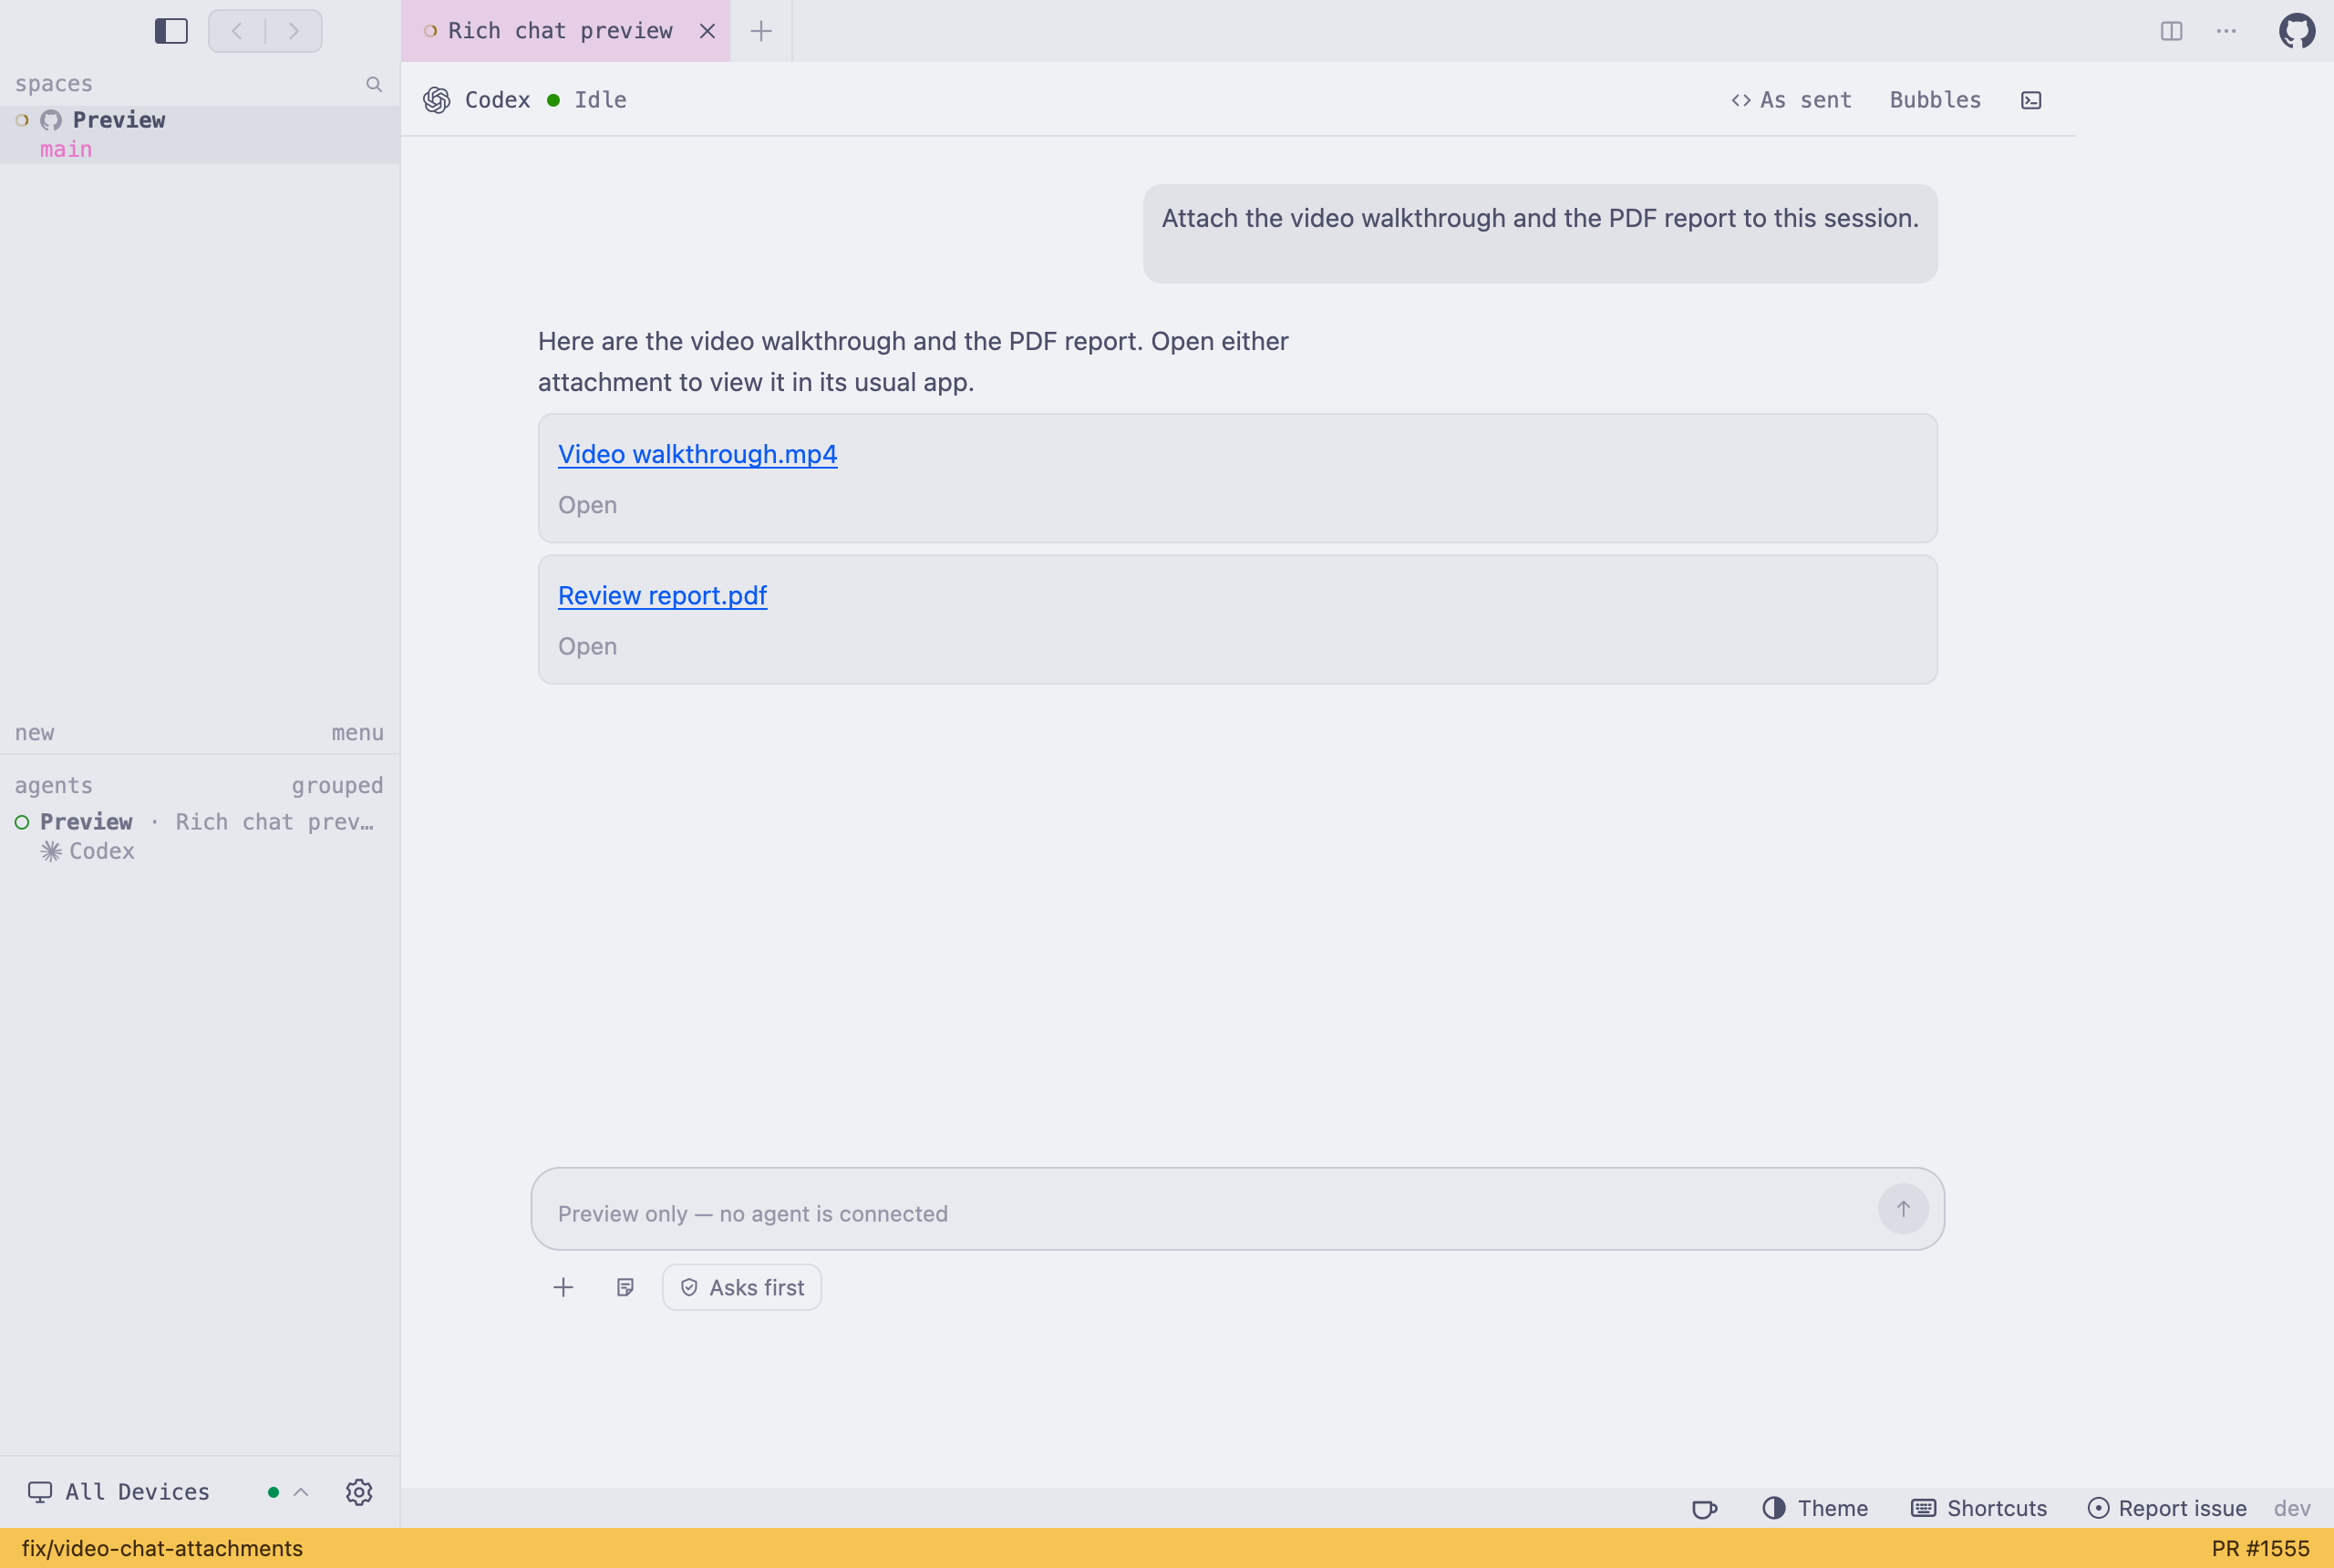 Rich chat preview
spaces
Preview
main
Codex Idle
<> As sent Bubbles
Attach the video walkthrough and the PDF report to this session.
Here are the video walkthrough and the PDF report. Open either
attachment to view it in its usual app.
Video walkthrough.mp4
Open
Review report.pdf
Open
new menu
agents grouped
Preview · Rich chat prev…
Codex
Preview only — no agent is connected
Asks first
All Devices
Theme Shortcuts Report issue dev
fix/video-chat-attachments PR #1555